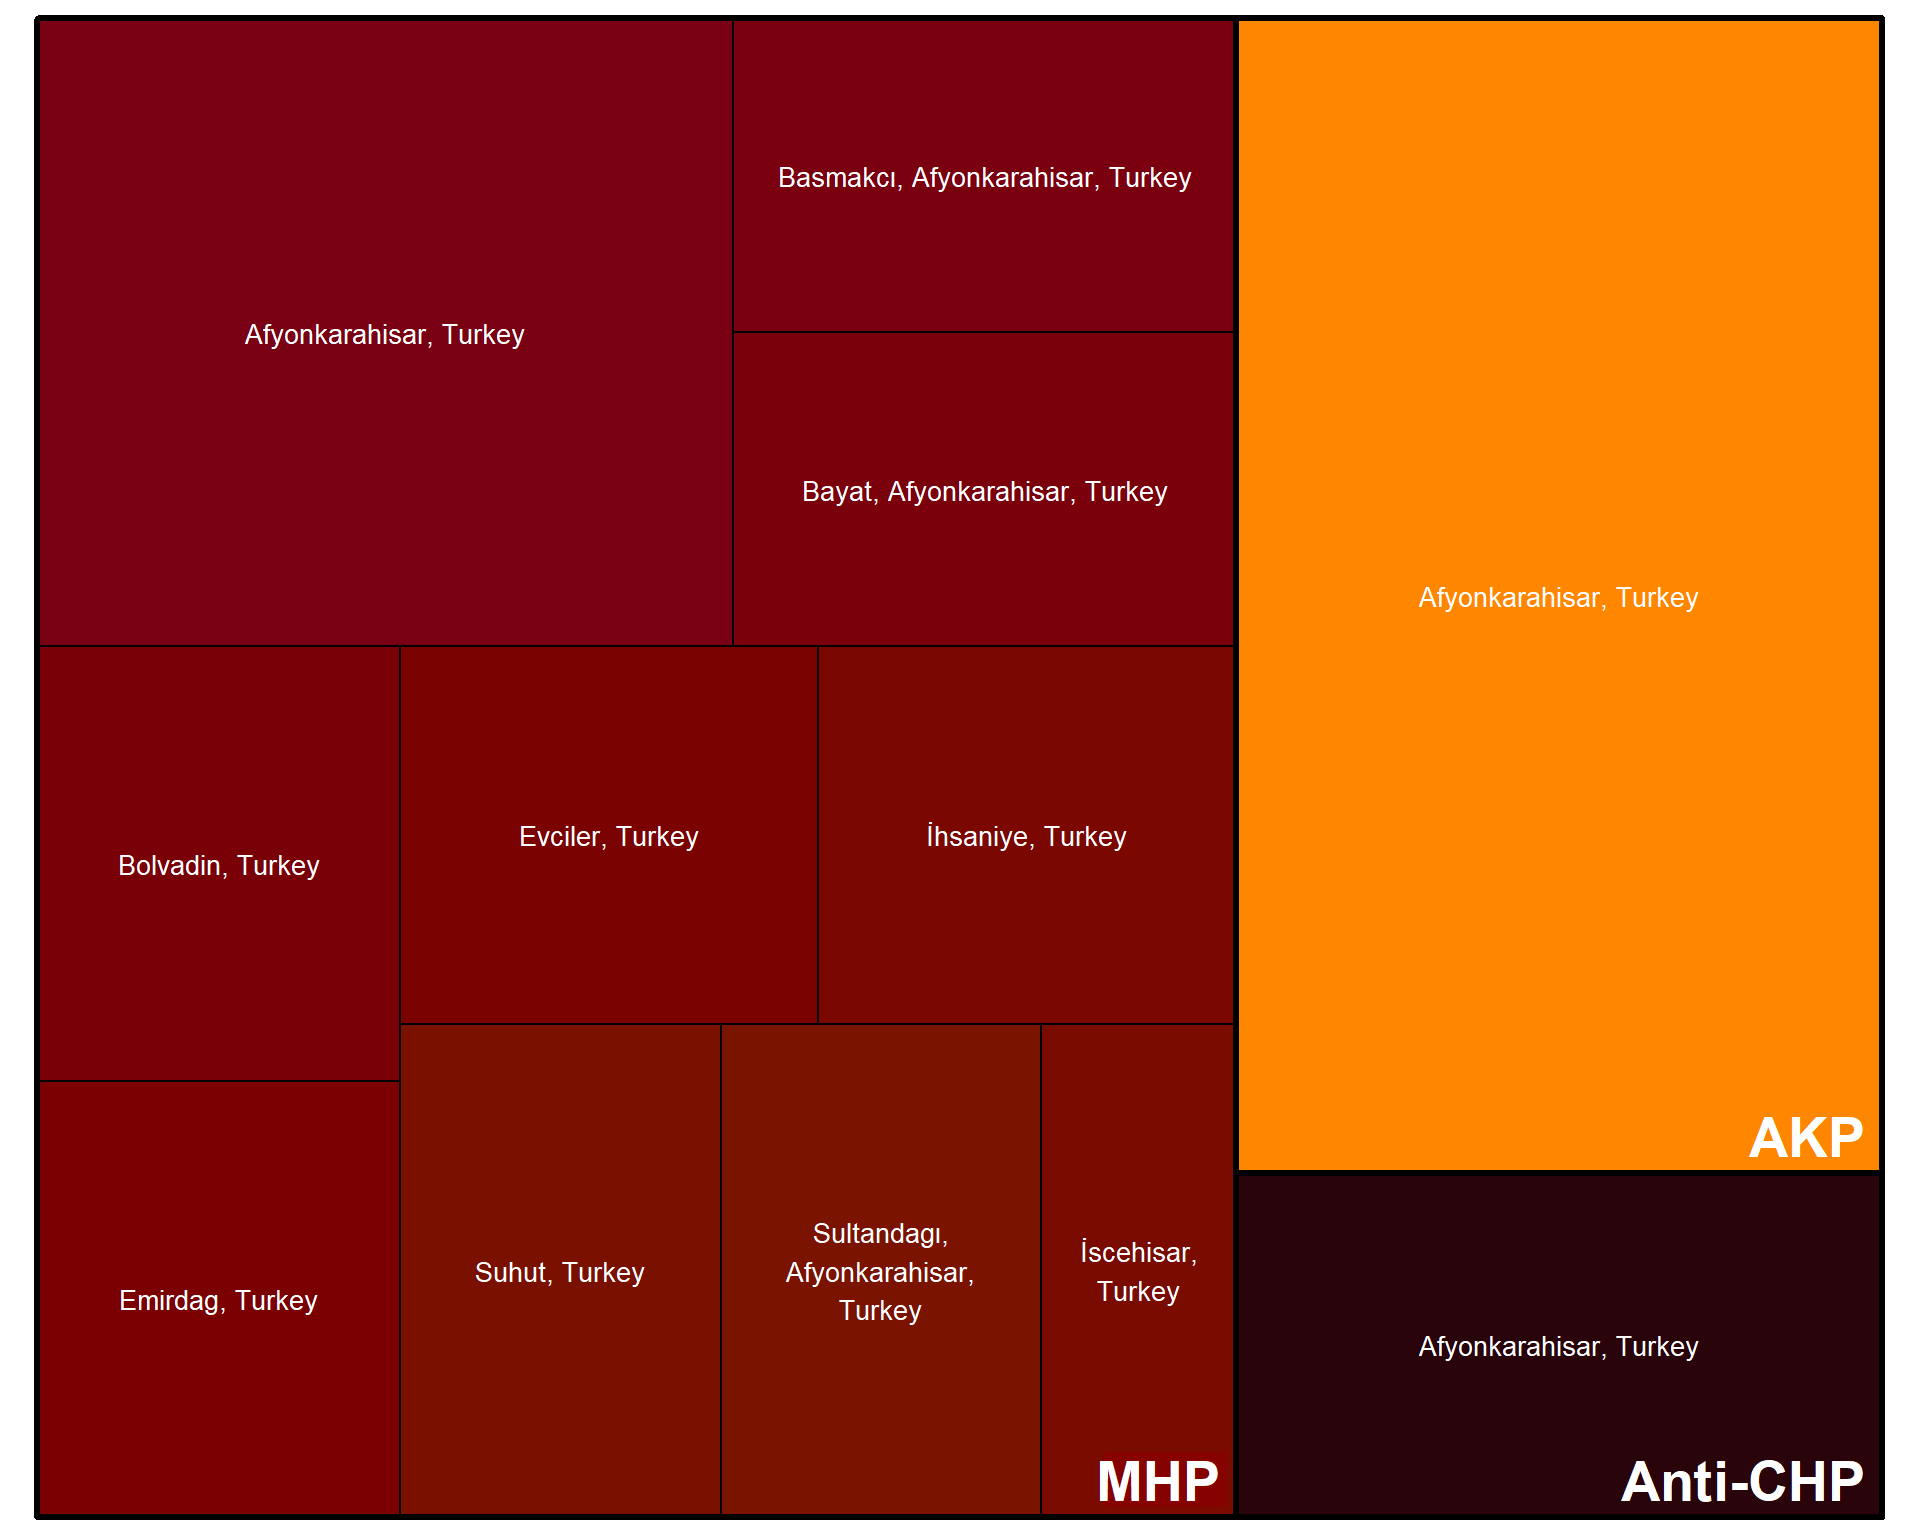 Afyonkarahisar, Turkey
Basmakcı, Afyonkarahisar, Turkey
Bayat, Afyonkarahisar, Turkey
Bolvadin, Turkey
Evciler, Turkey
İhsaniye, Turkey
Emirdag, Turkey
Suhut, Turkey
Sultandagı,
Afyonkarahisar,
Turkey
İscehisar,
Turkey
MHP
Afyonkarahisar, Turkey
AKP
Afyonkarahisar, Turkey
Anti-CHP